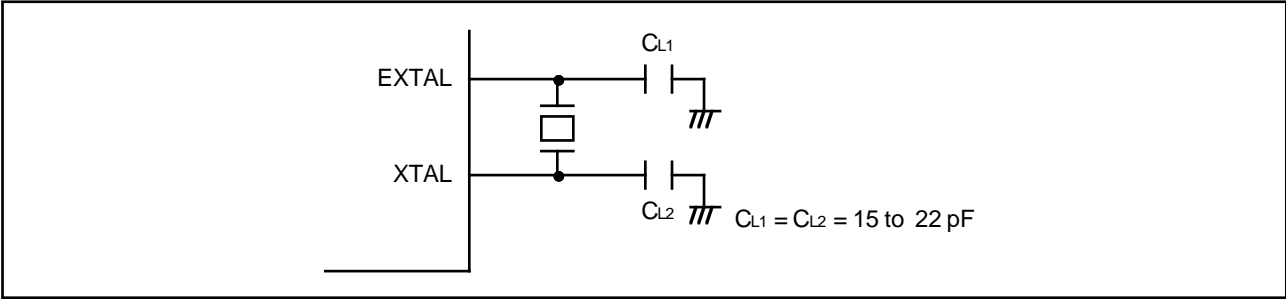 CL1
EXTAL
XTAL
CL2
CL1 = CL2 = 15 to 22 pF